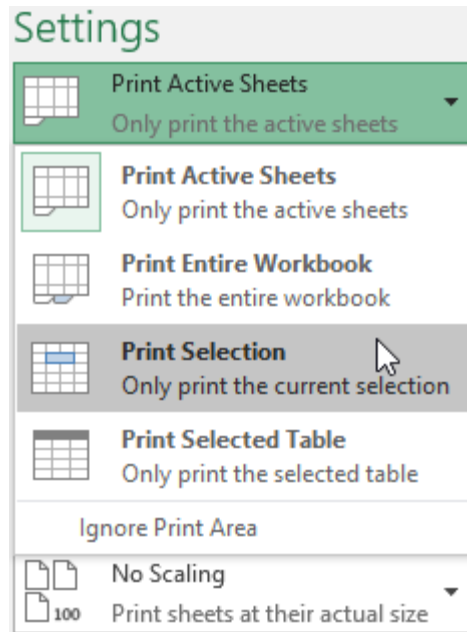 Settings
Print Active Sheets
Only print the active sheets
Print Active Sheets
Only print the active sheets
Print Entire Workbook
Print the entire workbook
Print Selection
Only print the current selection
Print Selected Table
Only print the selected table
Ignore Print Area
No Scaling
100 Print sheets at their actual size